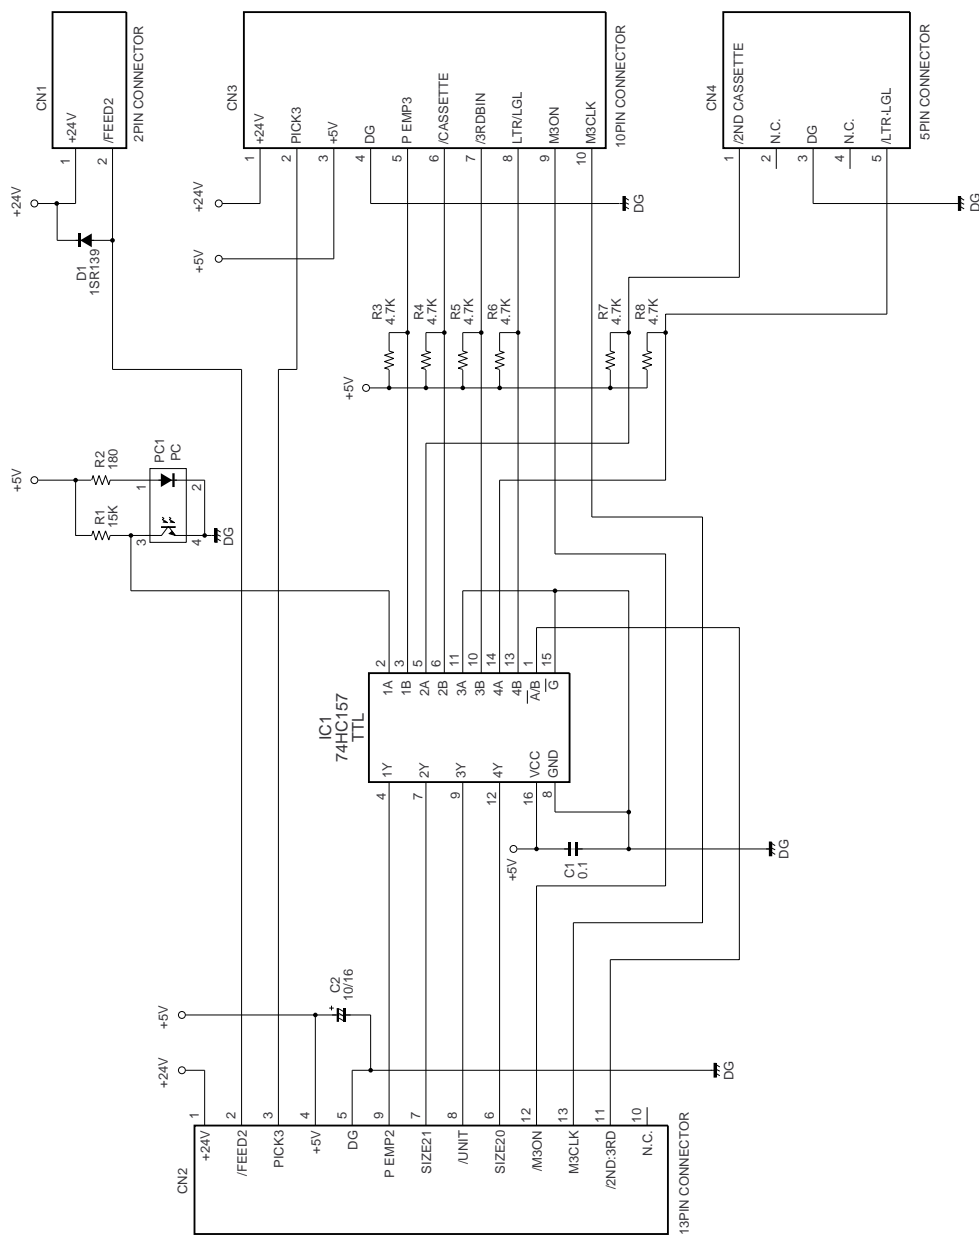 CN1
+24V
/FEED2
1
2
2PIN CONNECTOR
+24V
D1
1SR139
CN3
+24V
PICK3
+5V
DG
P EMP3
/CASSETTE
/3RDBIN
LTR/LGL
M3ON
M3CLK
1
2
3
4
5
6
7
8
9
10
10PIN CONNECTOR
+24V
+5V
DG
CN4
/2ND CASSETTE
N.C.
DG
N.C.
/LTR·LGL
1
2
3
4
5
5PIN CONNECTOR
DG
R3
4.7K
R4
4.7K
R5
4.7K
R6
4.7K
R7
4.7K
R8
4.7K
+5V
+5V
R2
180
R1
15K
PC1
PC
1
2
3
4
DG
IC1
74HC157
TTL
2
3
5
6
11
10
14
13
1
15
1A
1B
2A
2B
3A
3B
4A
4B
A/B
G
1Y
2Y
3Y
4Y
VCC
GND
4
7
9
12
16
8
+5V
C1
0.1
DG
+5V
+24V
C2
+
10/16
DG
CN2
1
2
3
4
5
9
7
8
6
12
13
11
10
+24V
/FEED2
PICK3
+5V
DG
P EMP2
SIZE21
/UNIT
SIZE20
/M3ON
M3CLK
/2ND:3RD
N.C.
13PIN CONNECTOR